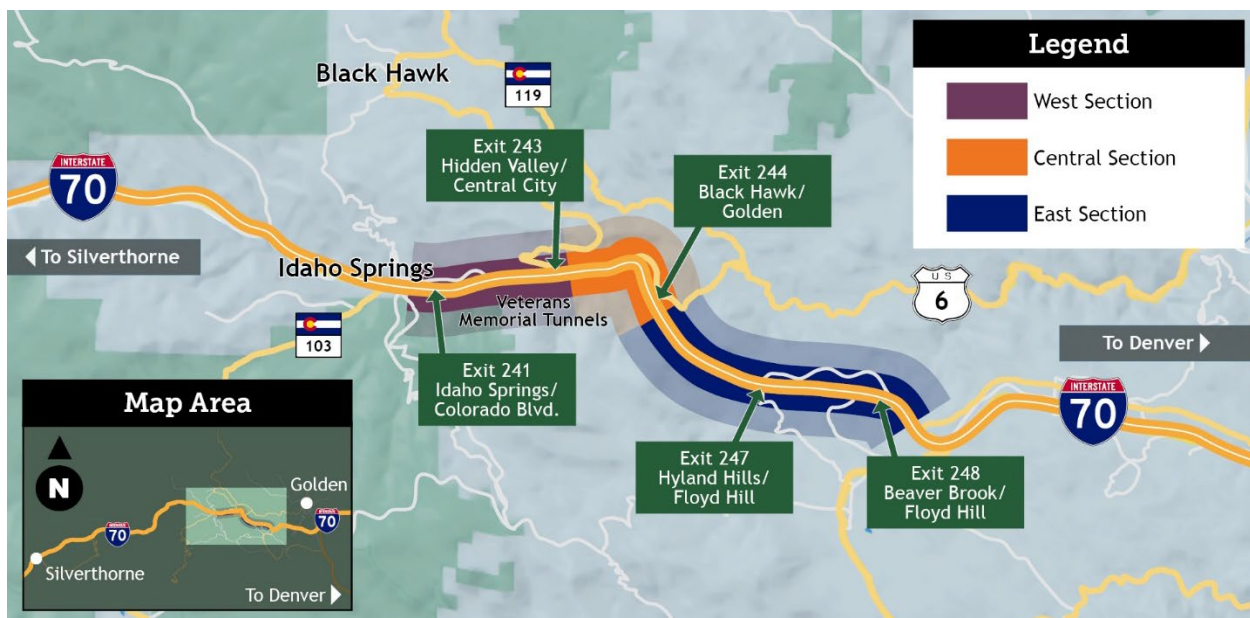 Black Hawk
119
Legend
West Section
Central Section
East Section
Exit 243
Hidden Valley/
Central City
Exit 244
Black Hawk/
Golden
INTERSTATE
70
To Silverthorne
Idaho Springs
Veterans
Memorial Tunnels
103
U S
6
To Denver
Exit 241
Idaho Springs/
Colorado Blvd.
INTERSTATE
70
Exit 247
Hyland Hills/
Floyd Hill
Exit 248
Beaver Brook/
Floyd Hill
Map Area
N
Golden
70
70
Silverthorne
To Denver